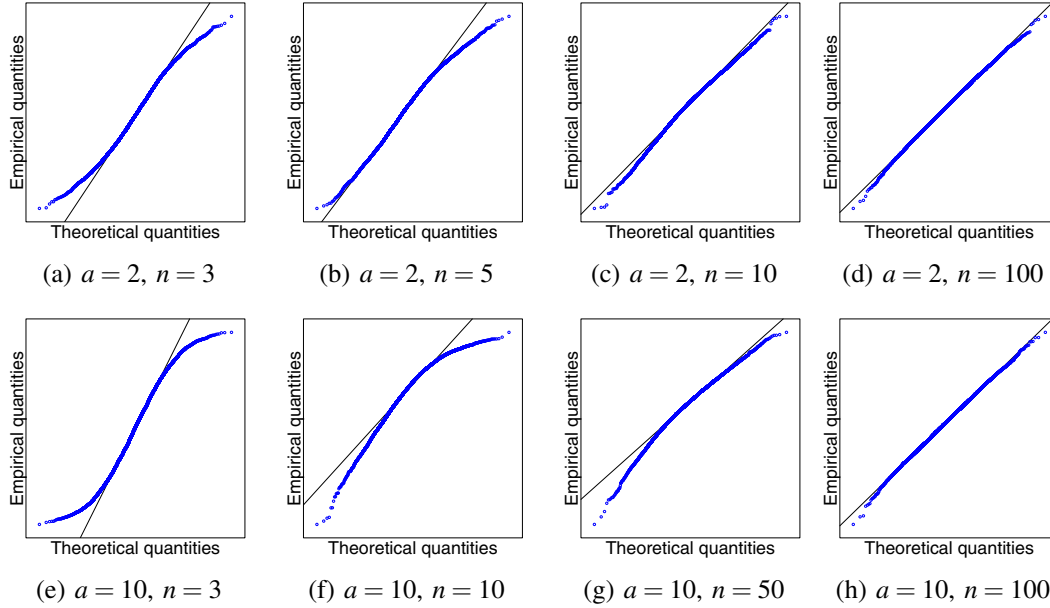 Empirical quantities
Empirical quantities
Empirical quantities
Empirical quantities
Theoretical quantities
Theoretical quantities
Theoretical quantities
Theoretical quantities
(a) a = 2, n = 3
(b) a = 2, n = 5
(c) a = 2, n = 10
(d) a = 2, n = 100
Empirical quantities
Empirical quantities
Empirical quantities
Empirical quantities
Theoretical quantities
Theoretical quantities
Theoretical quantities
Theoretical quantities
(e) a = 10, n = 3
(f) a = 10, n = 10
(g) a = 10, n = 50
(h) a = 10, n = 100